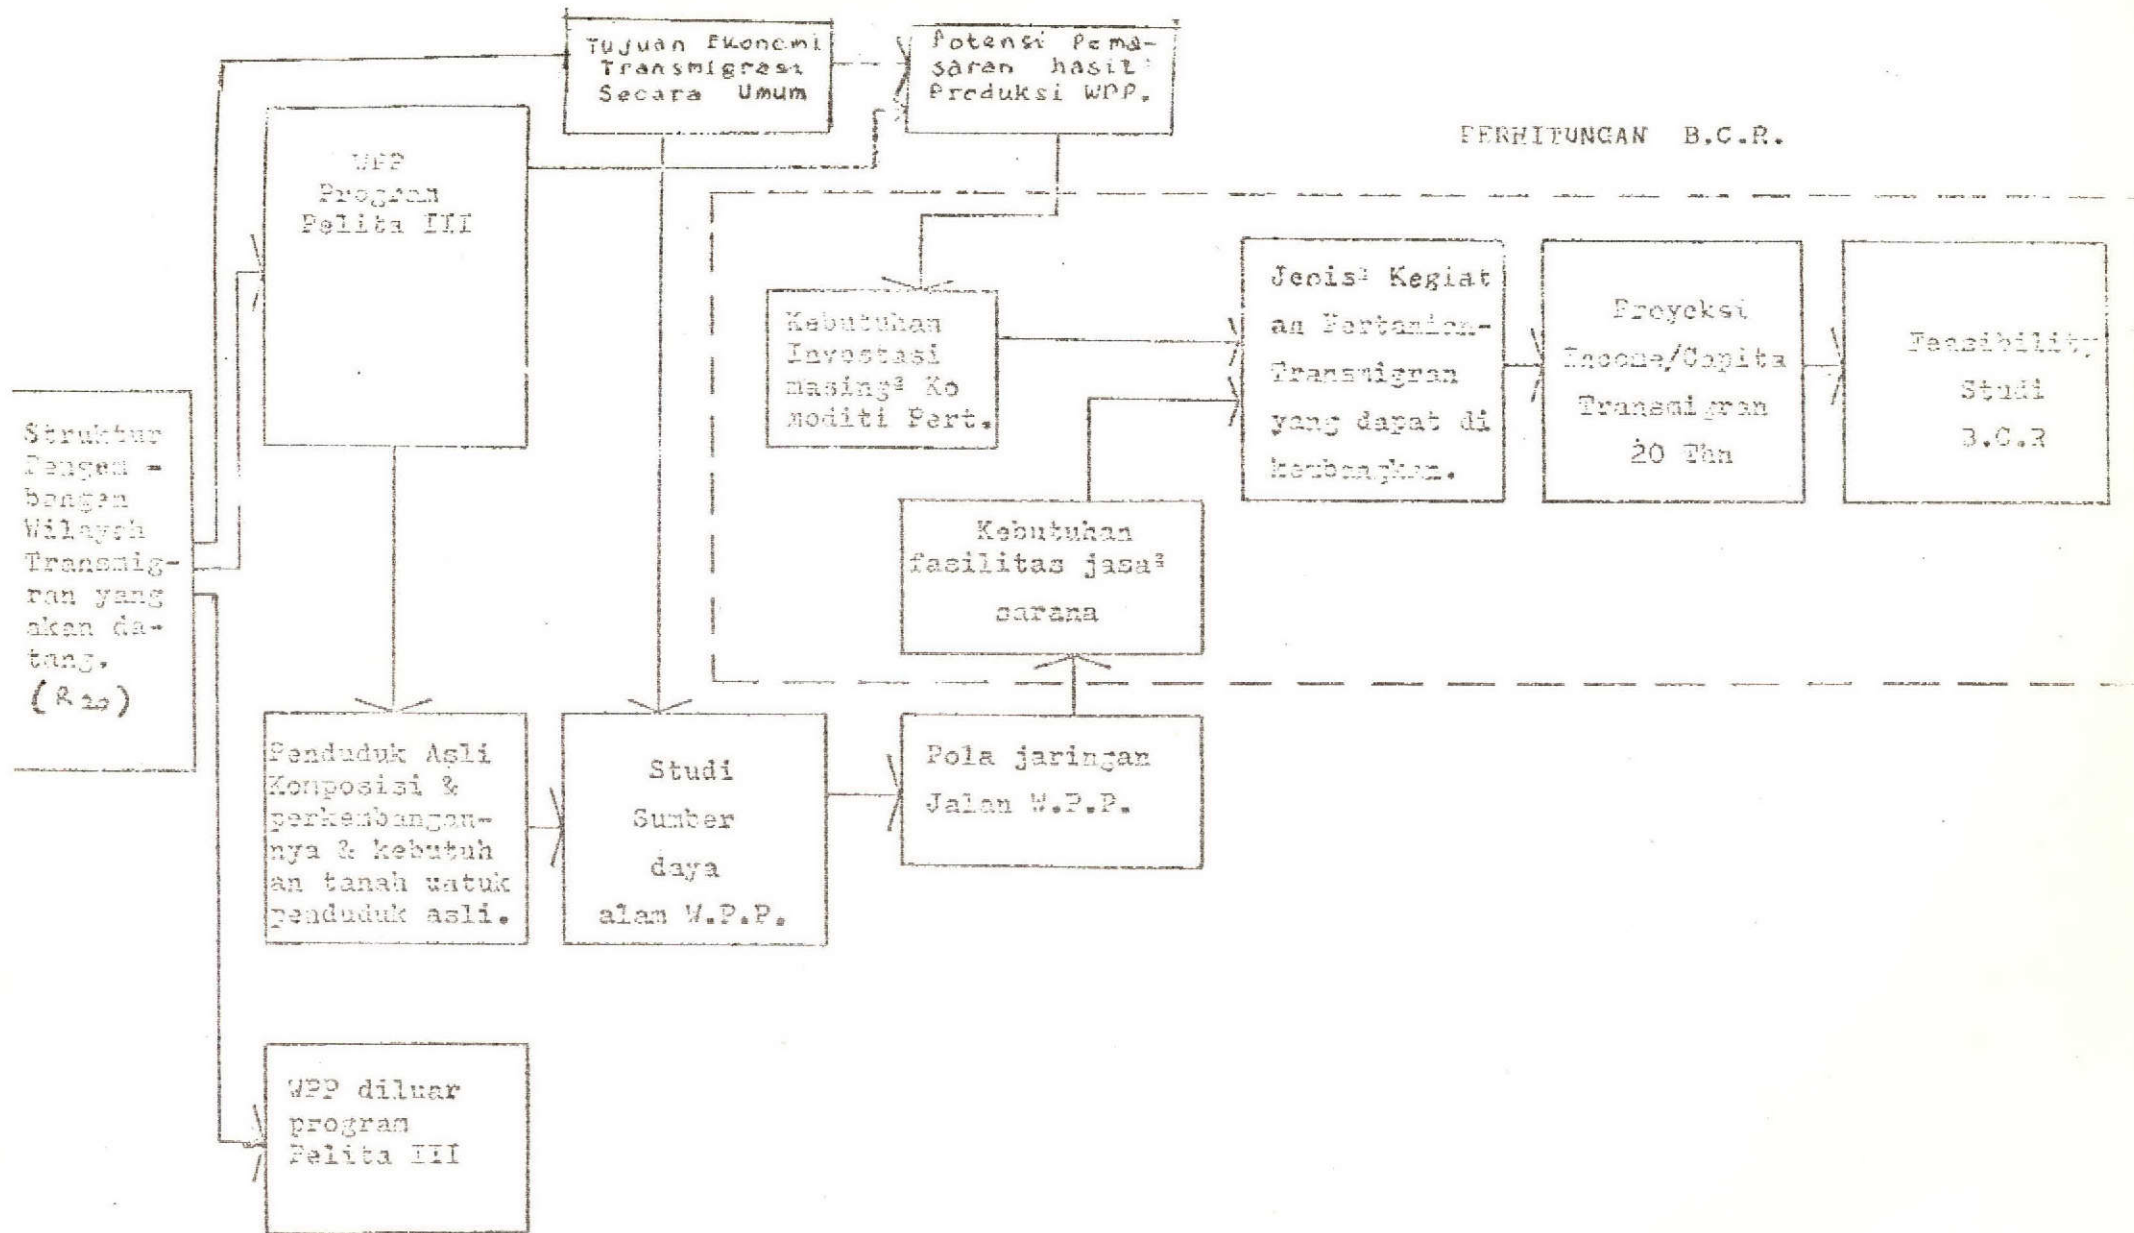 Tujuan Ekonomi
Transmigrasi
Secara Umum
Potensi Pema-
saran hasil²
Produksi WPP.
PERHITUNGAN B.C.R.
WPP
Program
Pelita III
Struktur
Pengem -
bangan
Wilayah
Transmig-
ran yang
akan da-
tang.
(R20)
Kebutuhan
Investasi
masing² Ko
moditi Pert.
Jenis² Kegiat
an Pertanian-
Transmigran
yang dapat di
kembangkan.
Proyeksi
Income/Capita
Transmigran
20 Thn
Feasibility
Studi
B.C.R
Kebutuhan
fasilitas jasa²
sarana
Penduduk Asli
Komposisi &
perkembangan-
nya & kebutuh
an tanah untuk
penduduk asli.
Studi
Sumber
daya
alam W.P.P.
Pola jaringan
Jalan W.P.P.
WPP diluar
program
Pelita III